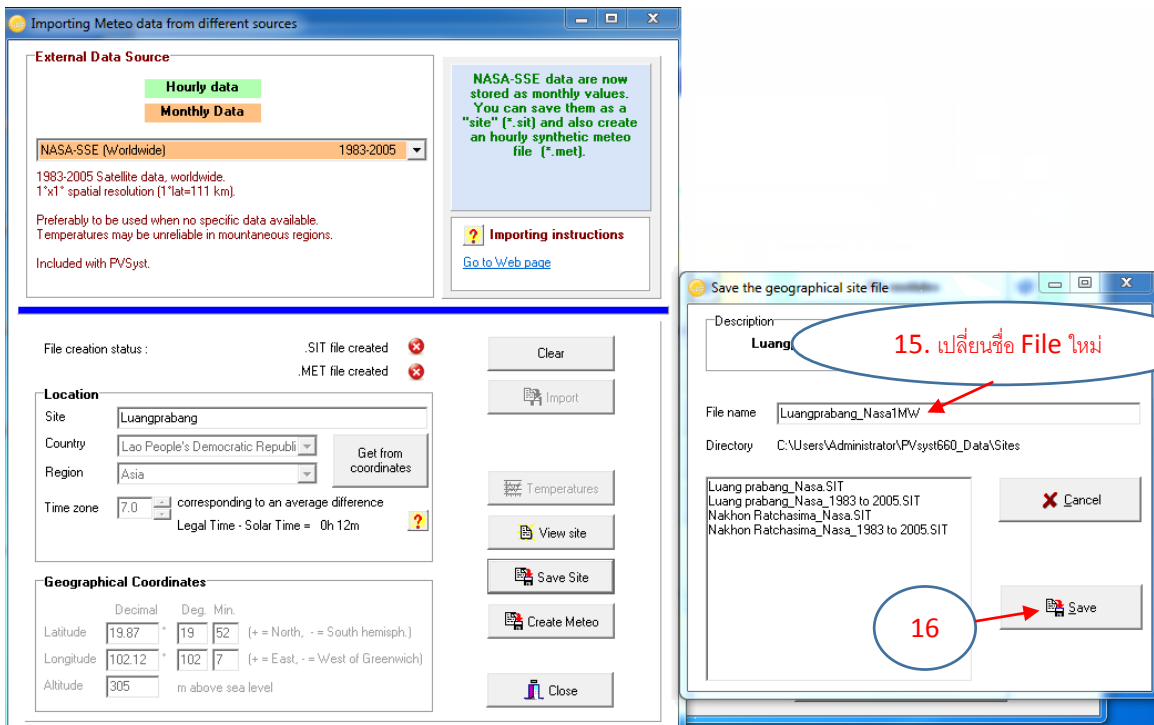 Importing Meteo data from different sources
External Data Source
Hourly data
Monthly Data
NASA-SSE (Worldwide) 1983-2005
1983-2005 Satellite data, worldwide.
1°x1° spatial resolution (1°lat=111 km).
Preferably to be used when no specific data available.
Temperatures may be unreliable in mountaneous regions.
Included with PVSyst.
NASA-SSE data are now
stored as monthly values.
You can save them as a
"site" (*.sit) and also create
an hourly synthetic meteo
file (*.met).
? Importing instructions
Go to Web page
File creation status :
.SIT file created
.MET file created
Clear
Import
Location
Site Luangprabang
Country Lao People's Democratic Republi
Region Asia
Get from
coordinates
Time zone 7.0 corresponding to an average difference
Legal Time - Solar Time = 0h 12m ?
Temperatures
View site
Save Site
Create Meteo
Close
Geographical Coordinates
Decimal Deg. Min.
Latitude 19.87 ° 19 52 (+ = North, - = South hemisph.)
Longitude 102.12 ° 102 7 (+ = East, - = West of Greenwich)
Altitude 305 m above sea level
Save the geographical site file
Description
Luang
15. เปลี่ยนชื่อ File ใหม่
File name Luangprabang_Nasa1MW
Directory C:\Users\Administrator\PVsyst660_Data\Sites
Luang prabang_Nasa.SIT
Luang prabang_Nasa_1983 to 2005.SIT
Nakhon Ratchasima_Nasa.SIT
Nakhon Ratchasima_Nasa_1983 to 2005.SIT
Cancel
16
Save